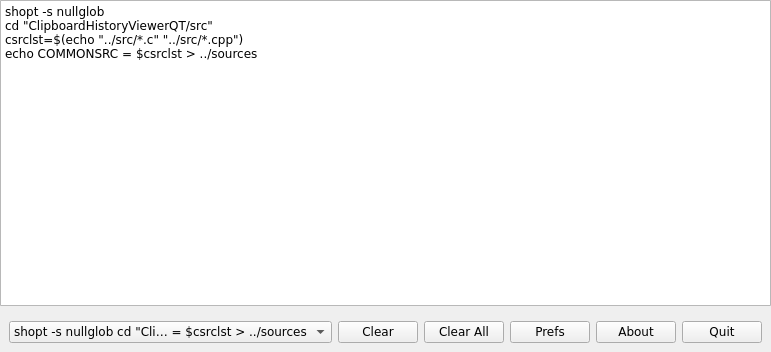 shopt -s nullglob
cd "ClipboardHistoryViewerQT/src"
csrclst=$(echo "../src/*.c" "../src/*.cpp")
echo COMMONSRC = $csrclst > ../sources
shopt -s nullglob cd "Cli... = $csrclst > ../sources Clear Clear All Prefs About Quit